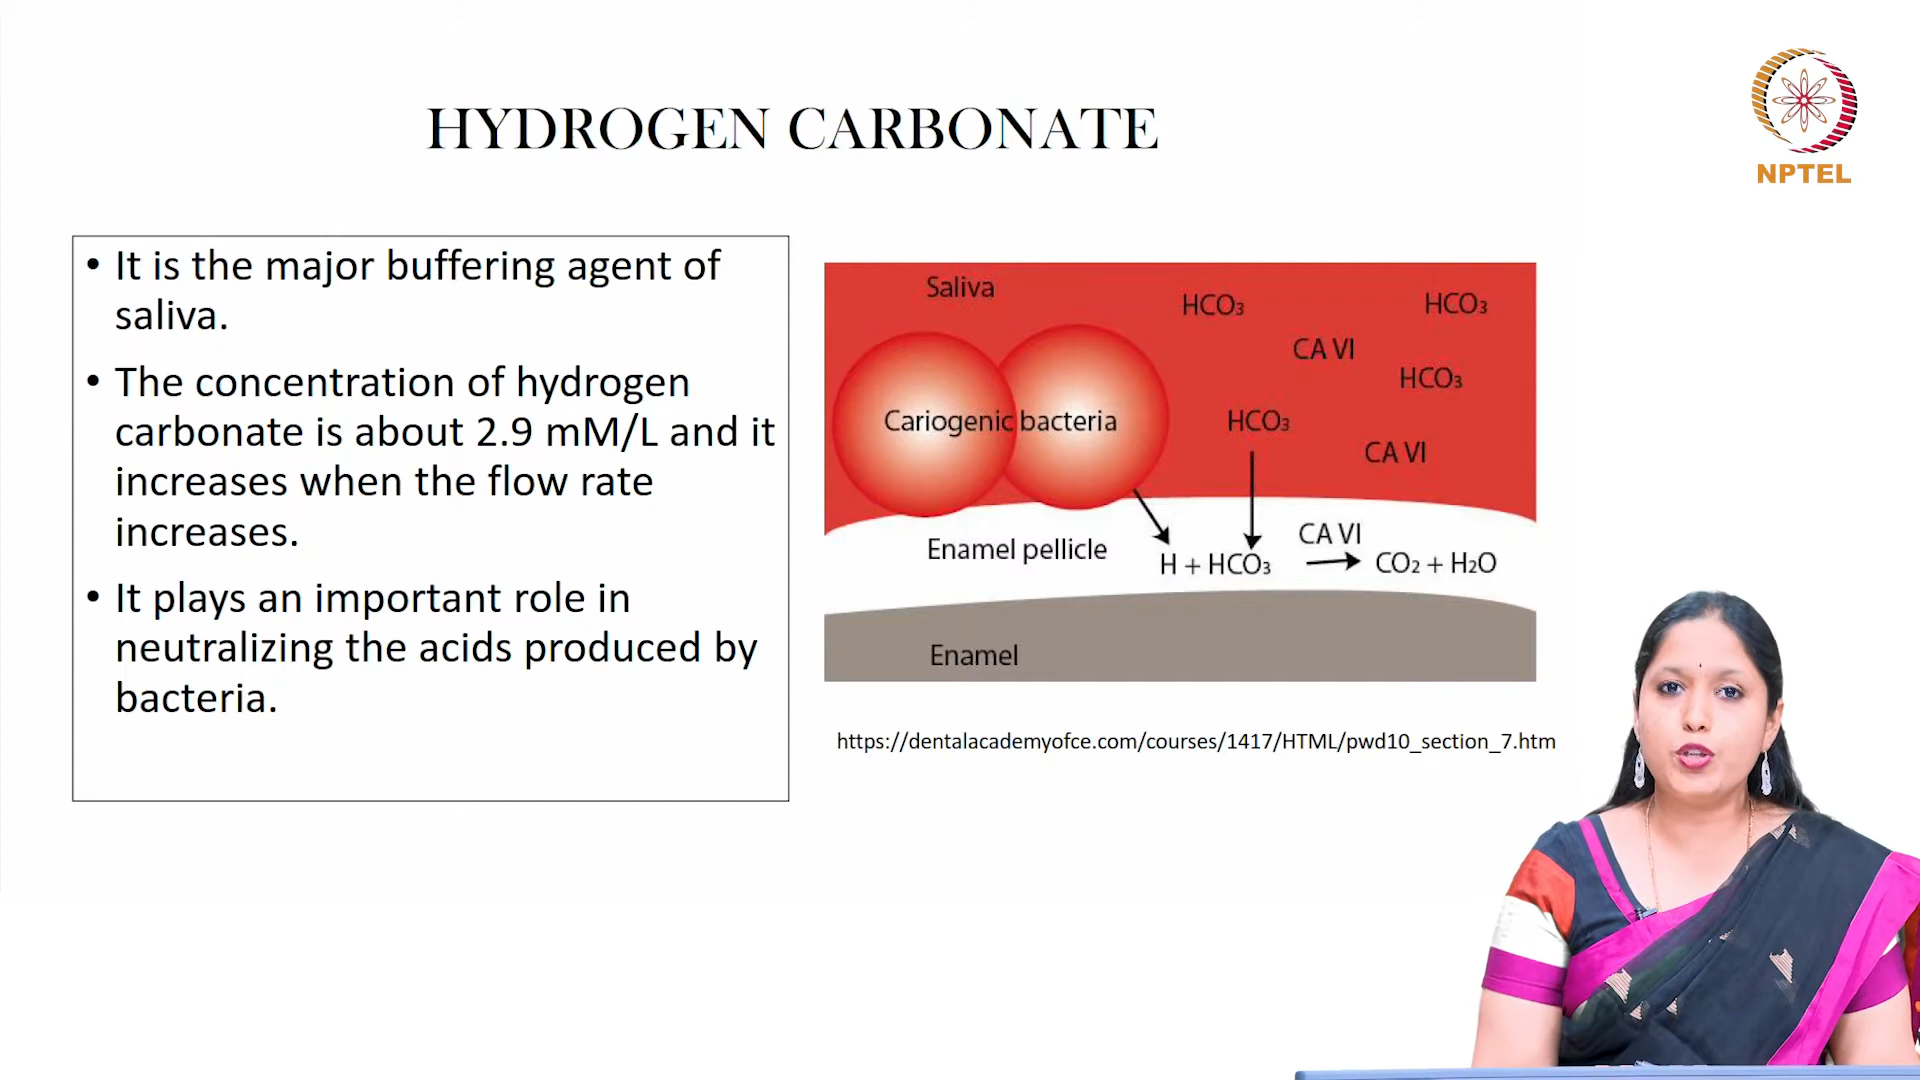 HYDROGEN CARBONATE
NPTEL
• It is the major buffering agent of
saliva.
• The concentration of hydrogen
carbonate is about 2.9 mM/L and it
increases when the flow rate
increases.
• It plays an important role in
neutralizing the acids produced by
bacteria.
Saliva
HCO₃
HCO₃
CA VI
HCO₃
Cariogenic bacteria
HCO₃
CA VI
CA VI
Enamel pellicle
H + HCO₃
CO₂ + H₂O
Enamel
https://dentalacademyofce.com/courses/1417/HTML/pwd10_section_7.htm